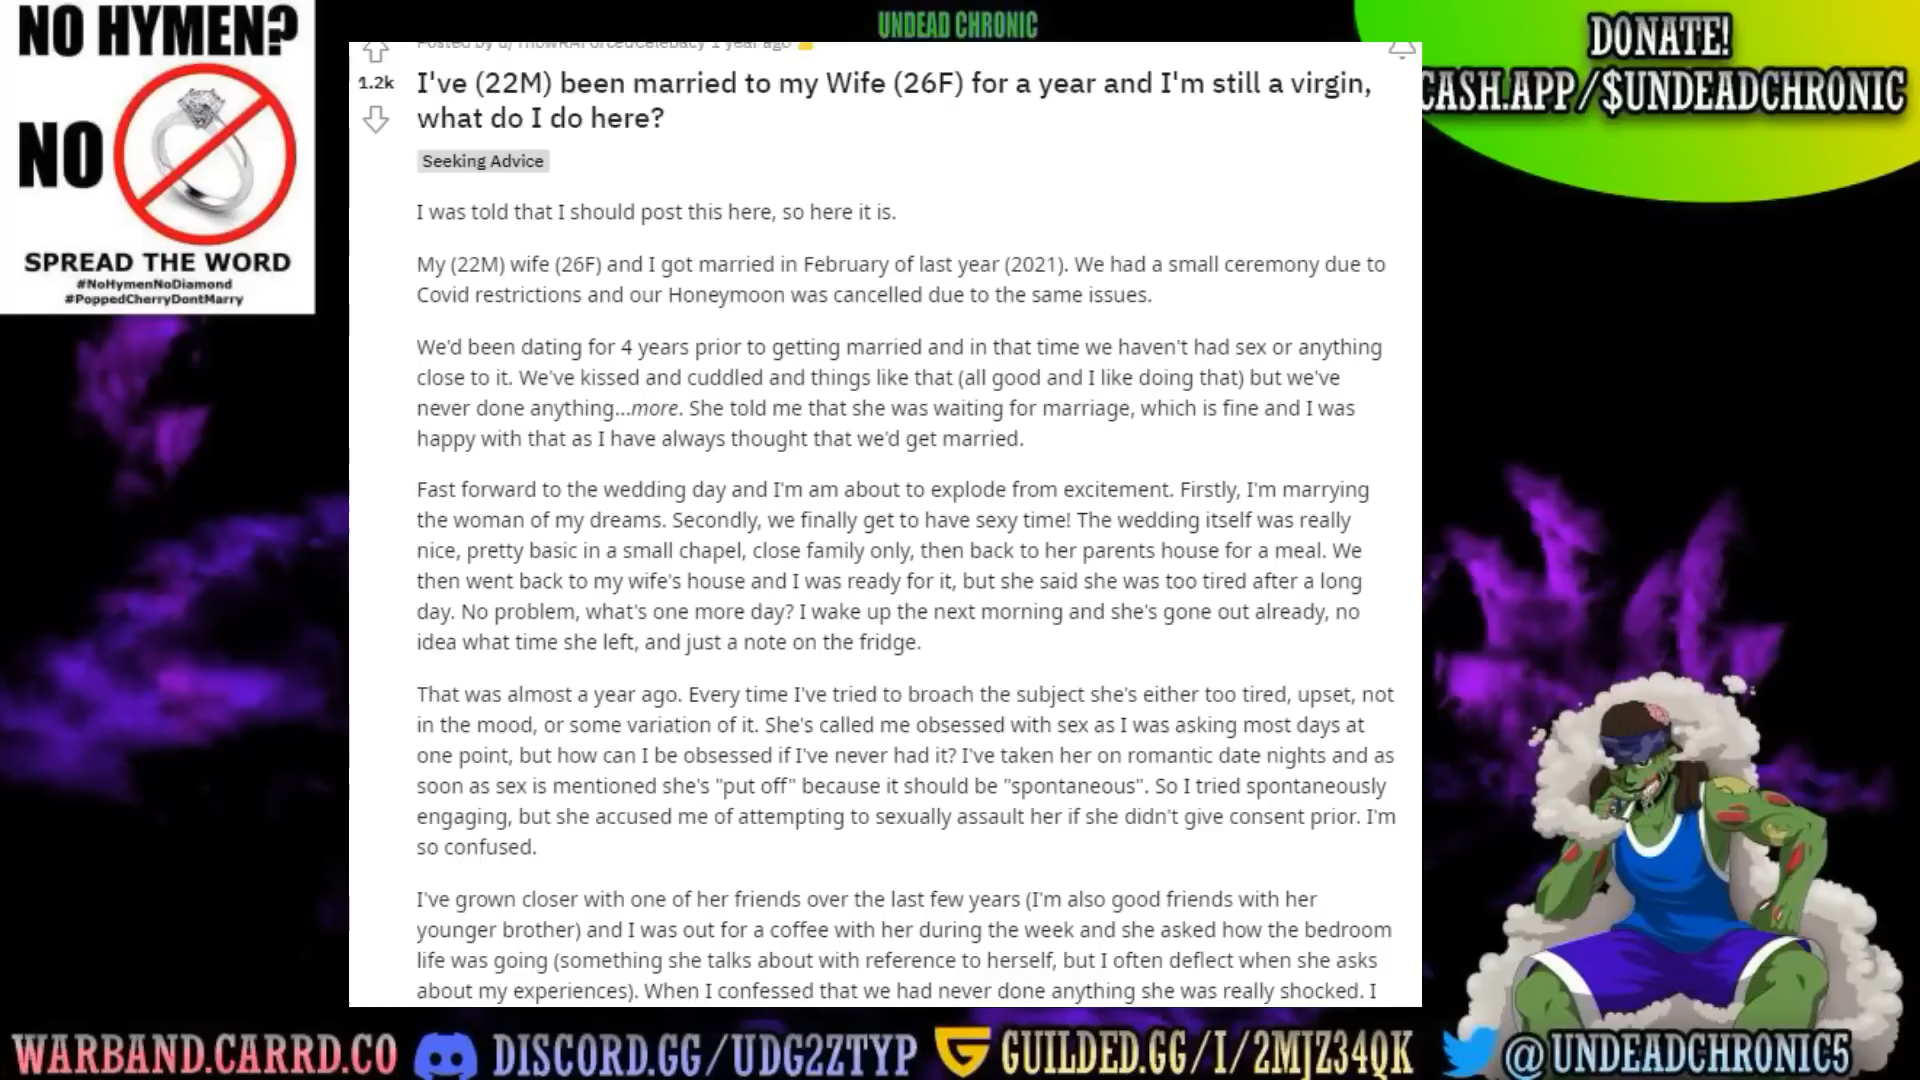 NO HYMEN?
NO
SPREAD THE WORD
#NoHymenNoDiamond
#PoppedCherryDontMarry
UNDEAD CHRONIC
DONATE!
CASH.APP/$UNDEADCHRONIC
1 year ago
1.2k
I've (22M) been married to my Wife (26F) for a year and I'm still a virgin,
what do I do here?
Seeking Advice
I was told that I should post this here, so here it is.
My (22M) wife (26F) and I got married in February of last year (2021). We had a small ceremony due to
Covid restrictions and our Honeymoon was cancelled due to the same issues.
We'd been dating for 4 years prior to getting married and in that time we haven't had sex or anything
close to it. We've kissed and cuddled and things like that (all good and I like doing that) but we've
never done anything...more. She told me that she was waiting for marriage, which is fine and I was
happy with that as I have always thought that we'd get married.
Fast forward to the wedding day and I'm am about to explode from excitement. Firstly, I'm marrying
the woman of my dreams. Secondly, we finally get to have sexy time! The wedding itself was really
nice, pretty basic in a small chapel, close family only, then back to her parents house for a meal. We
then went back to my wife's house and I was ready for it, but she said she was too tired after a long
day. No problem, what's one more day? I wake up the next morning and she's gone out already, no
idea what time she left, and just a note on the fridge.
That was almost a year ago. Every time I've tried to broach the subject she's either too tired, upset, not
in the mood, or some variation of it. She's called me obsessed with sex as I was asking most days at
one point, but how can I be obsessed if I've never had it? I've taken her on romantic date nights and as
soon as sex is mentioned she's "put off" because it should be "spontaneous". So I tried spontaneously
engaging, but she accused me of attempting to sexually assault her if she didn't give consent prior. I'm
so confused.
I've grown closer with one of her friends over the last few years (I'm also good friends with her
younger brother) and I was out for a coffee with her during the week and she asked how the bedroom
life was going (something she talks about with reference to herself, but I often deflect when she asks
about my experiences). When I confessed that we had never done anything she was really shocked. I
WARBAND.CARRD.CO
DISCORD.GG/UDG2ZTYP
GUILDED.GG/I/2MJZ34QK
@UNDEADCHRONIC5